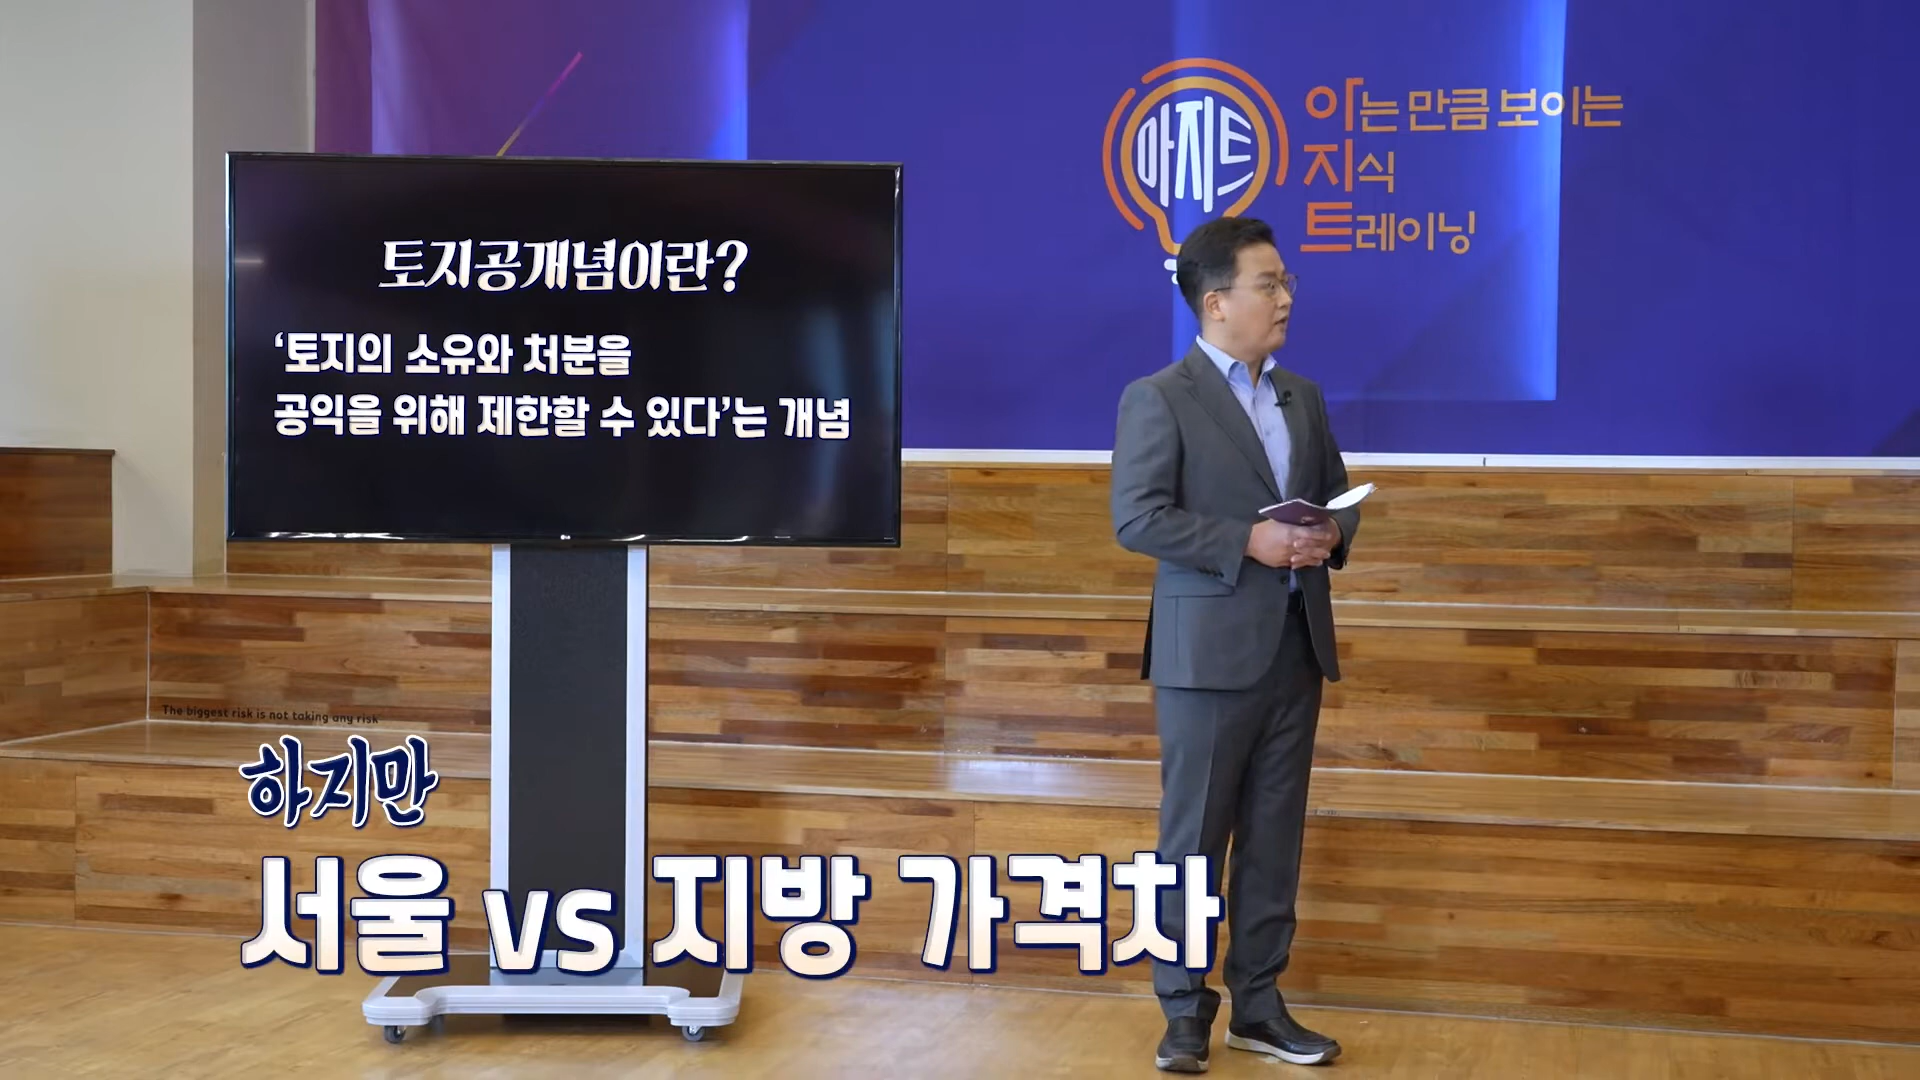 아지트
아는 만큼 보이는
지식
트레이닝
토지공개념이란?
‘토지의 소유와 처분을
공익을 위해 제한할 수 있다’는 개념
The biggest risk is not taking any risk
하지만
서울 vs 지방 가격차